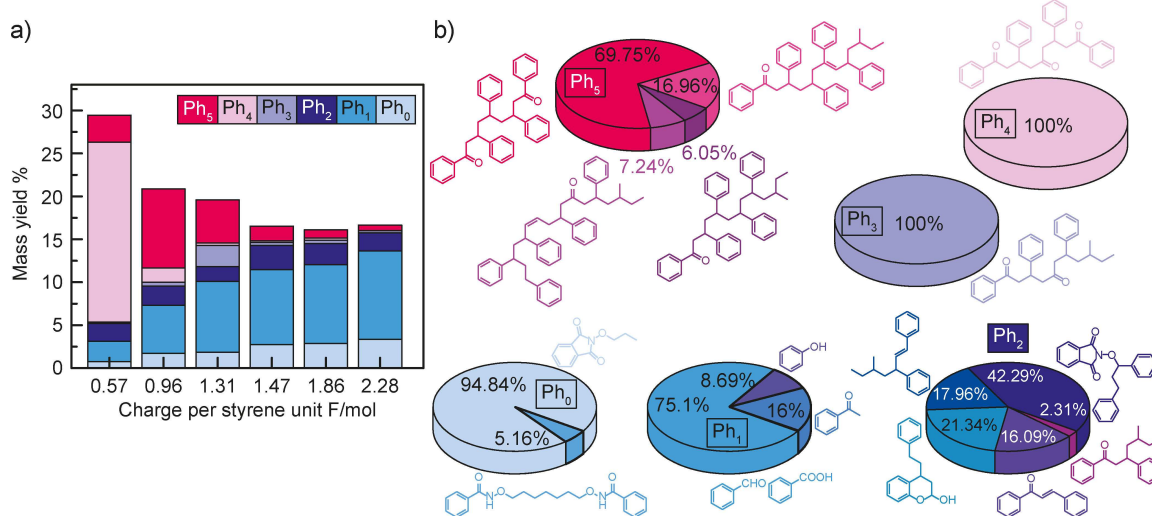 a)
Mass yield %
30
25
20
15
10
5
0
Ph5 Ph4 Ph3 Ph2 Ph1 Ph0
0.57 0.96 1.31 1.47 1.86 2.28
Charge per styrene unit F/mol
b)
69.75%
Ph5
16.96%
6.05%
7.24%
O
O
O
O
O
O
O
O
Ph4
100%
Ph3
100%
O
O
O
N
O
O
94.84%
Ph0
5.16%
O
N
H
O
O
N
H
O
OH
8.69%
75.1%
16%
Ph1
O
CHO
COOH
Ph2
42.29%
17.96%
2.31%
21.34%
16.09%
O
N
O
O
O
OH
O
O